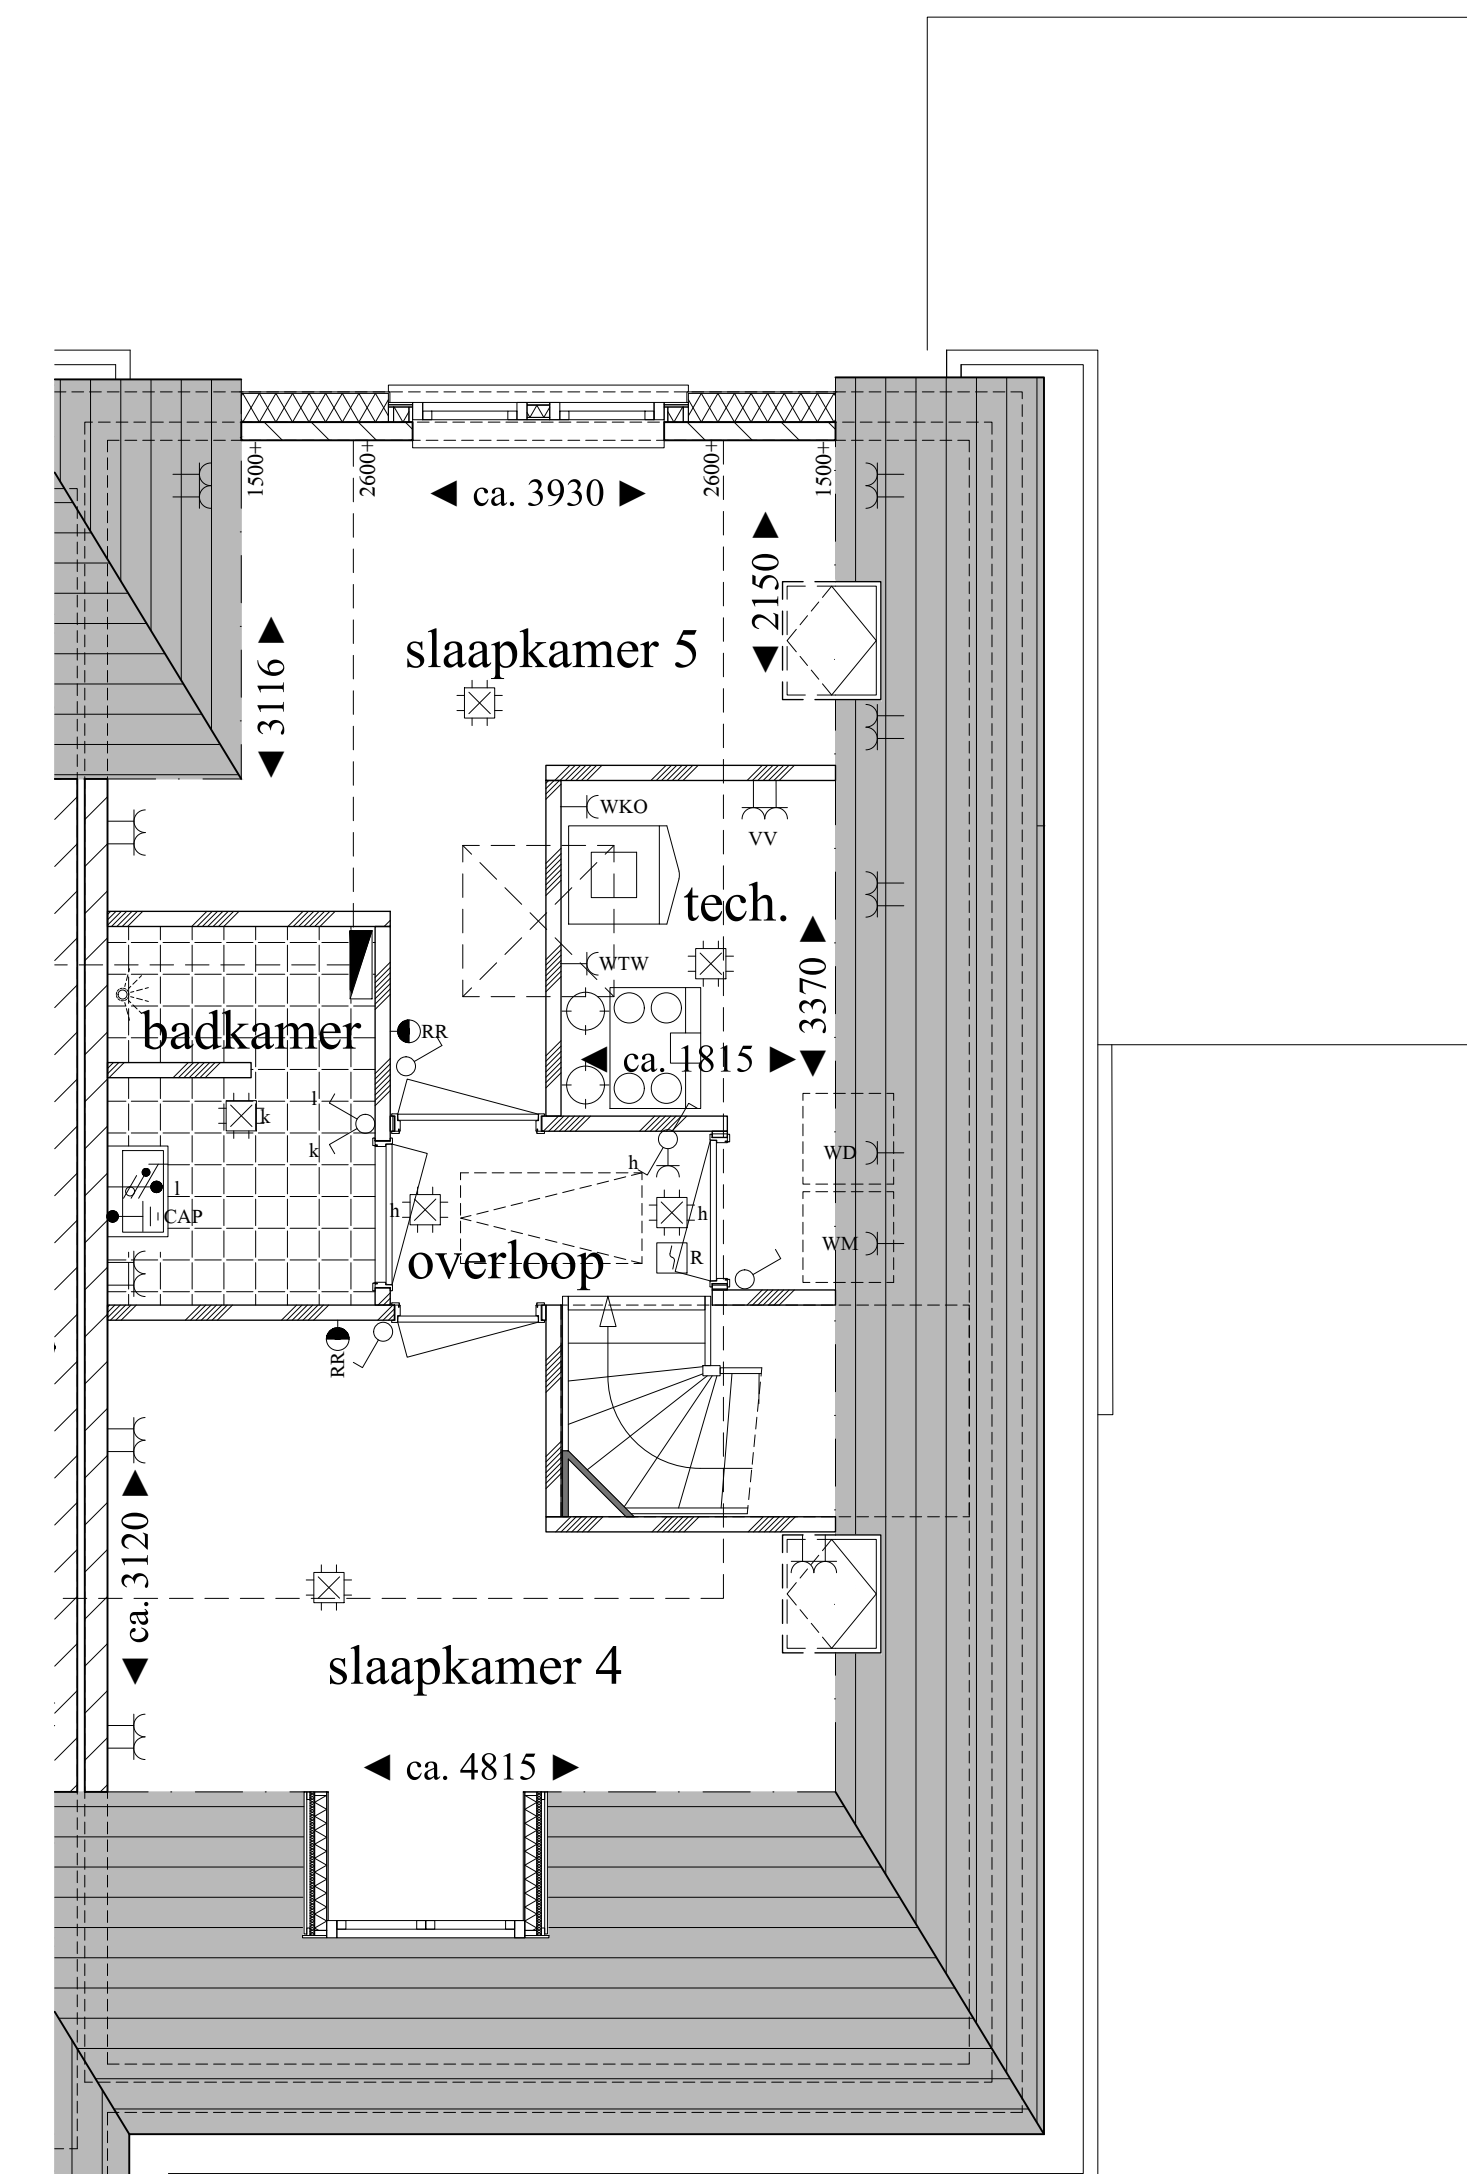 1500+
2600+
2600+
1500+
ca. 3930
2150
slaapkamer 5
3116
WKO
VV
tech.
WTW
3370
badkamer
RR
ca. 1815
l
k
k
h
WD
l
CAP
h
h
WM
overloop
R
RR
ca. 3120
slaapkamer 4
ca. 4815